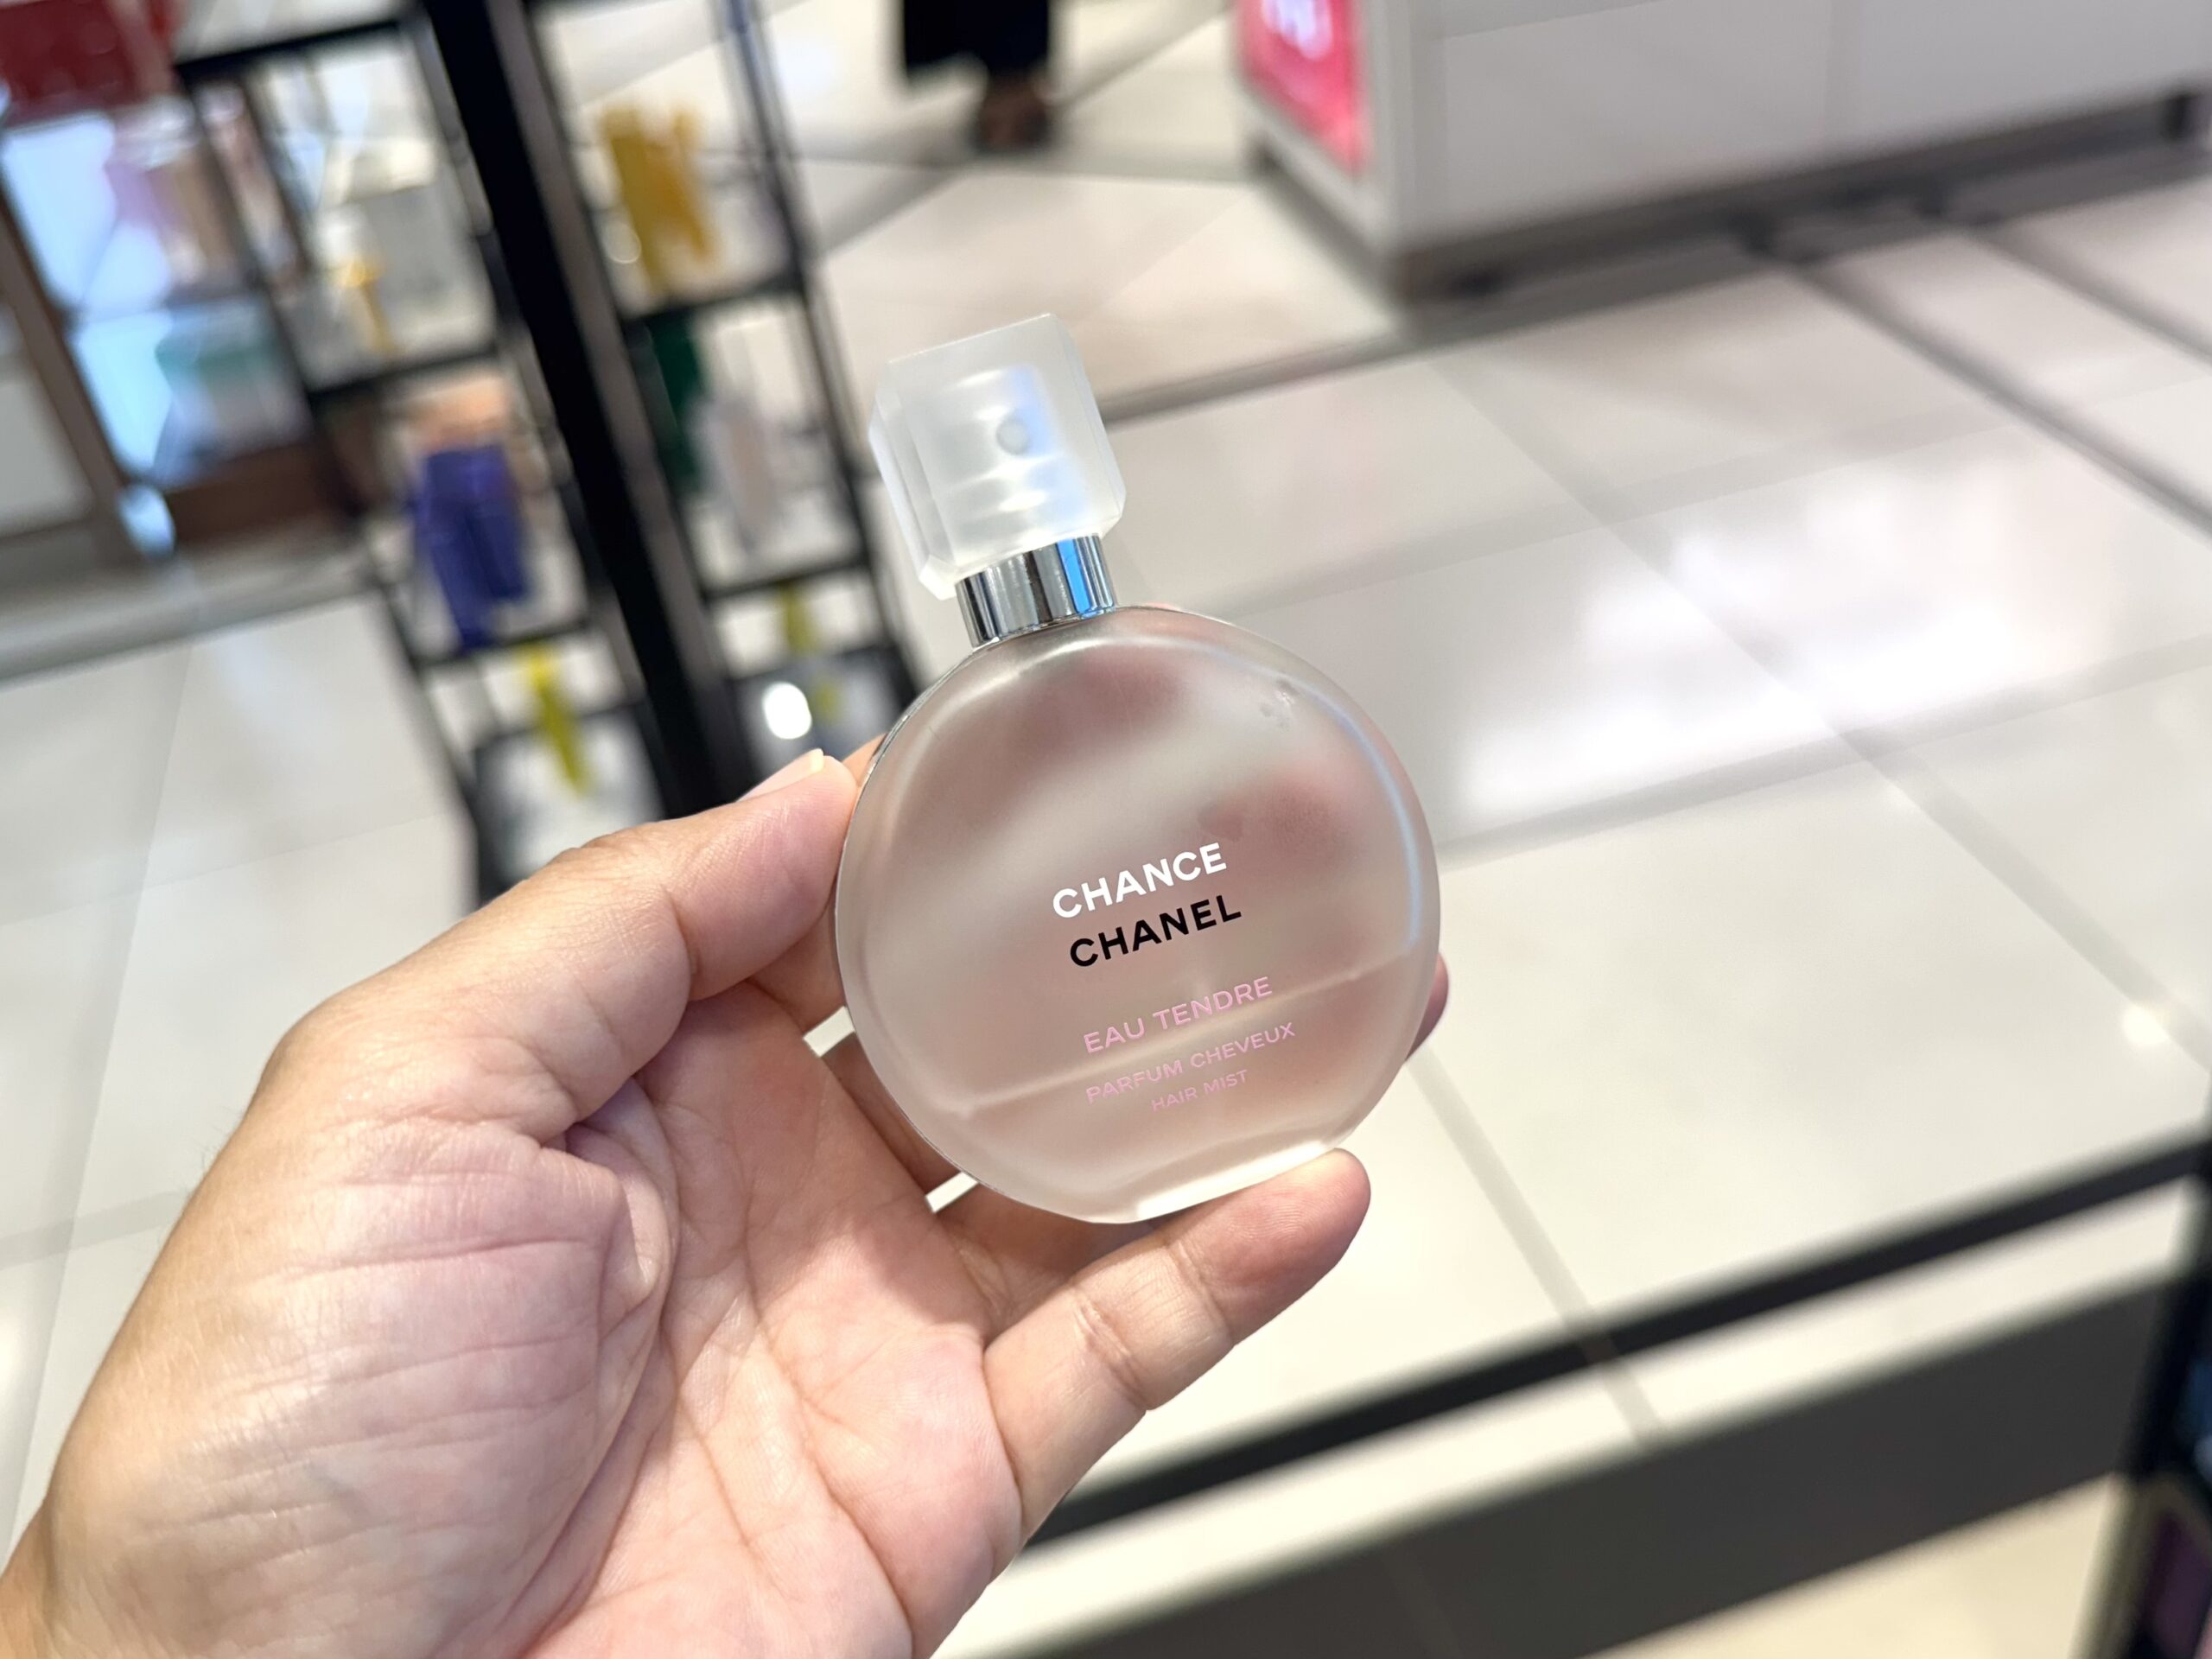 CHANCE
CHANEL
EAU TENDRE
PARFUM CHEVEUX
HAIR MIST